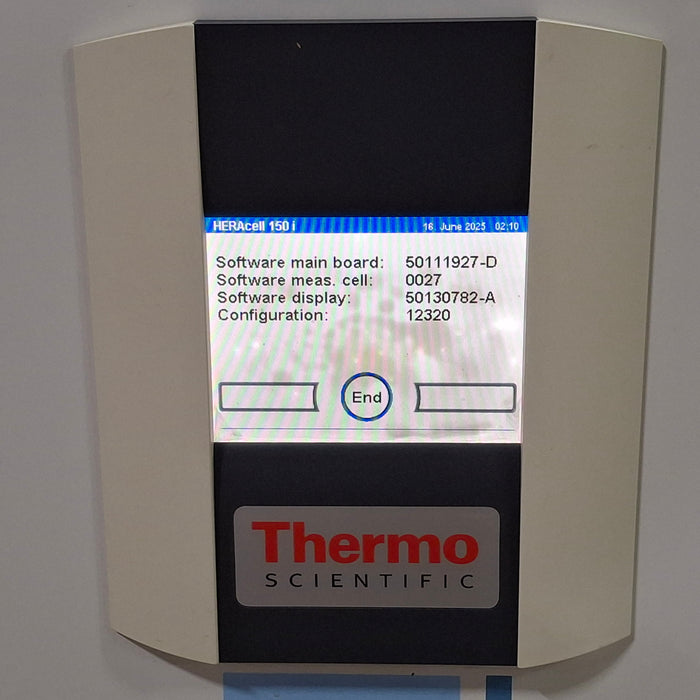 HERAcell 150 i 16. June 2025 02:10
Software main board: 50111927-D
Software meas. cell: 0027
Software display: 50130782-A
Configuration: 12320
End
Thermo
SCIENTIFIC